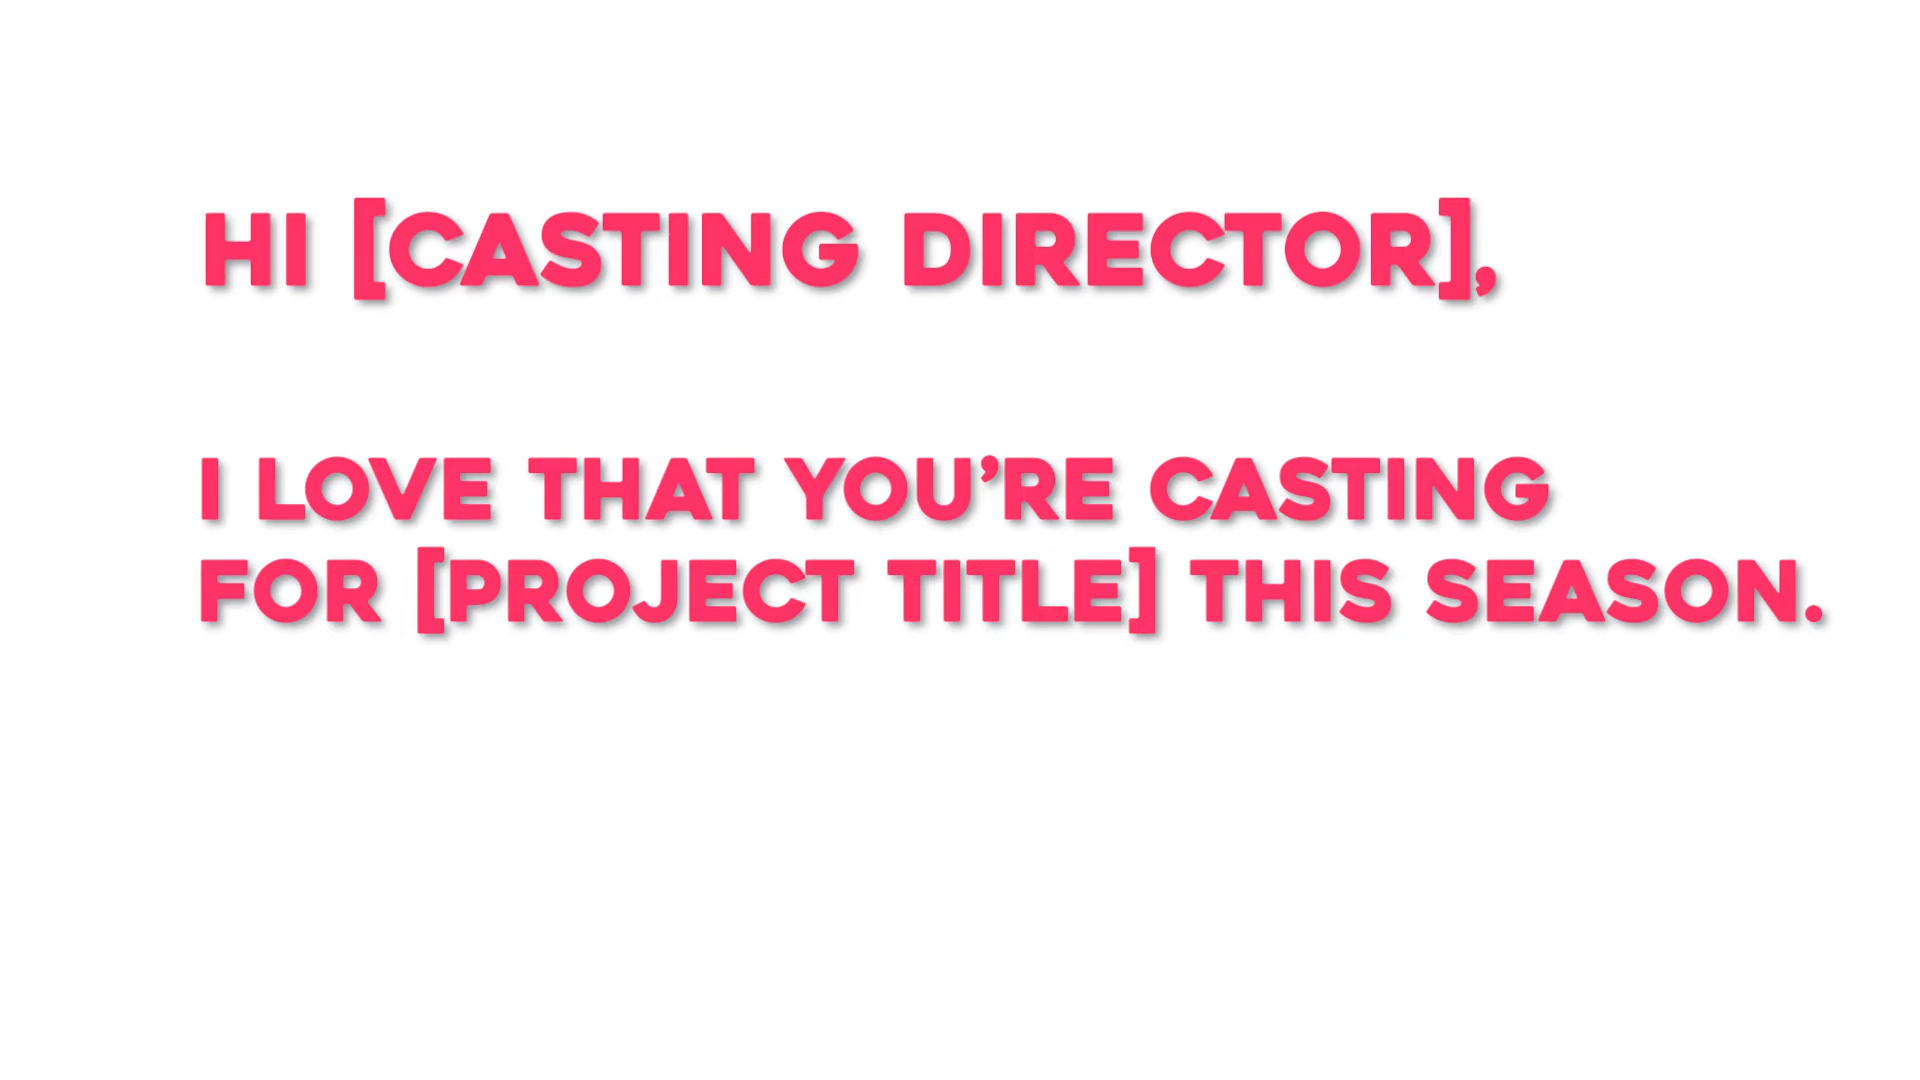 HI [CASTING DIRECTOR],
I LOVE THAT YOU’RE CASTING
FOR [PROJECT TITLE] THIS SEASON.